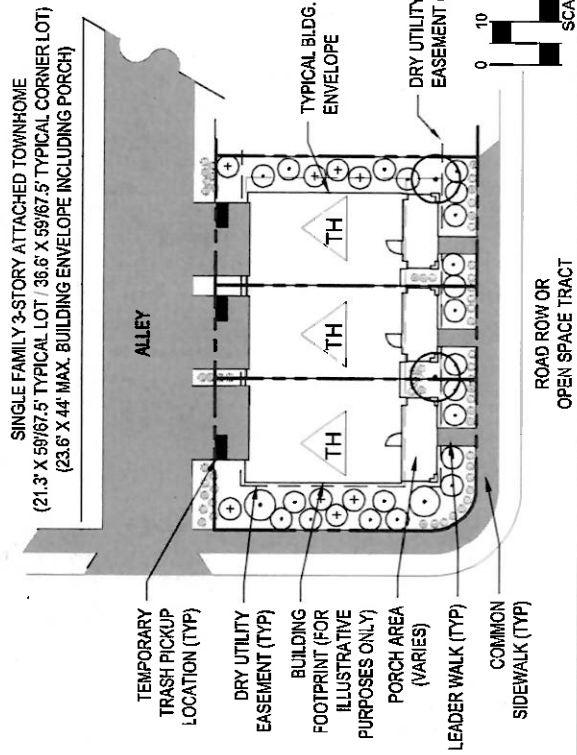 SINGLE FAMILY 3-STORY ATTACHED TOWNHOME
(21.3' X 59'/67.5' TYPICAL LOT / 36.6' X 59'/67.5' TYPICAL CORNER LOT)
(23.6' X 44' MAX. BUILDING ENVELOPE INCLUDING PORCH)
ALLEY
TEMPORARY
TRASH PICKUP
LOCATION (TYP)
DRY UTILITY
EASEMENT (TYP)
BUILDING
FOOTPRINT (FOR
ILLUSTRATIVE
PURPOSES ONLY)
PORCH AREA
(VARIES)
LEADER WALK (TYP)
COMMON
SIDEWALK (TYP)
TH
TH
TH
TYPICAL BLDG.
ENVELOPE
DRY UTILITY
EASEMENT
ROAD ROW OR
OPEN SPACE TRACT
0
10
SCA